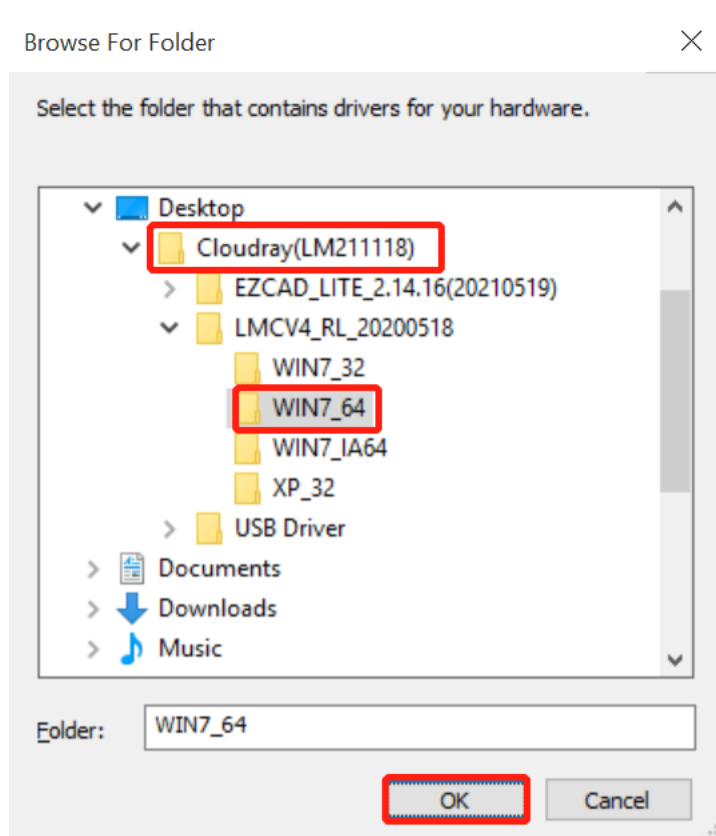 Browse For Folder
Select the folder that contains drivers for your hardware.
Desktop
Cloudray(LM211118)
EZCAD_LITE_2.14.16(20210519)
LMCV4_RL_20200518
WIN7_32
WIN7_64
WIN7_IA64
XP_32
USB Driver
Documents
Downloads
Music
Folder: WIN7_64
OK Cancel